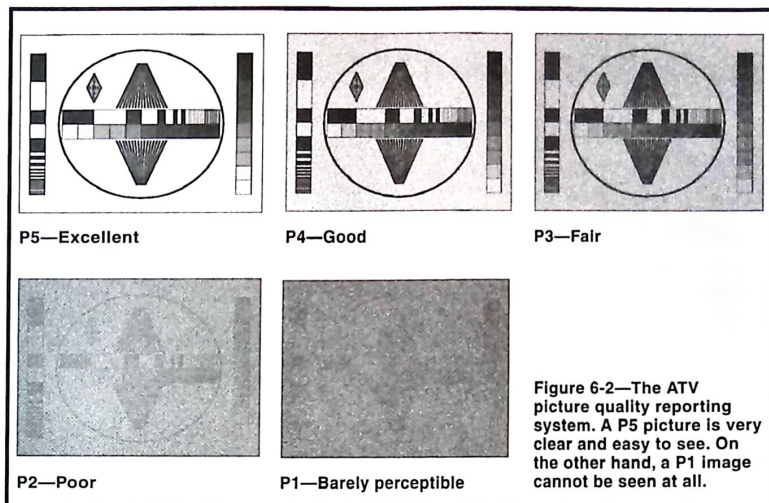 P5—Excellent
P4—Good
P3—Fair
P2—Poor
P1—Barely perceptible
Figure 6-2—The ATV
picture quality reporting
system. A P5 picture is very
clear and easy to see. On
the other hand, a P1 image
cannot be seen at all.